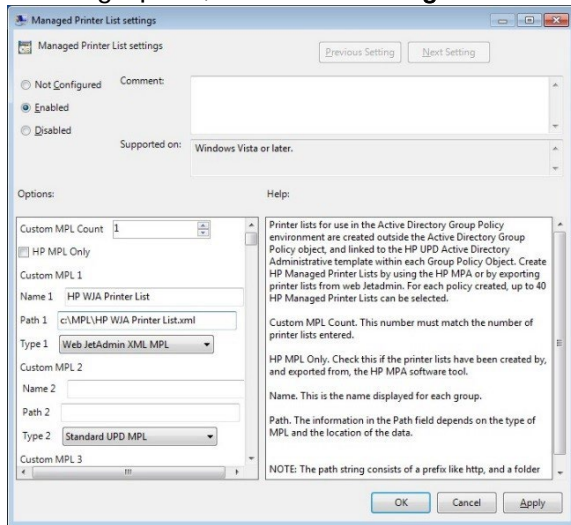 Managed Printer List settings
Managed Printer List settings
Previous Setting
Next Setting
Not Configured
Comment:
Enabled
Disabled
Supported on:
Windows Vista or later.
Options:
Help:
Custom MPL Count 1
HP MPL Only
Custom MPL 1
Name 1 HP WJA Printer List
Path 1 c:\MPL\HP WJA Printer List.xml
Type 1 Web JetAdmin XML MPL
Custom MPL 2
Name 2
Path 2
Type 2 Standard UPD MPL
Custom MPL 3
Printer lists for use in the Active Directory Group Policy
environment are created outside the Active Directory Group
Policy object, and linked to the HP UPD Active Directory
Administrative template within each Group Policy Object. Create
HP Managed Printer Lists by using the HP MPA or by exporting
printer lists from web Jetadmin. For each policy created, up to 40
HP Managed Printer Lists can be selected.
Custom MPL Count. This number must match the number of
printer lists entered.
HP MPL Only. Check this if the printer lists have been created by,
and exported from, the HP MPA software tool.
Name. This is the name displayed for each group.
Path. The information in the Path field depends on the type of
MPL and the location of the data.
NOTE: The path string consists of a prefix like http, and a folder
OK
Cancel
Apply